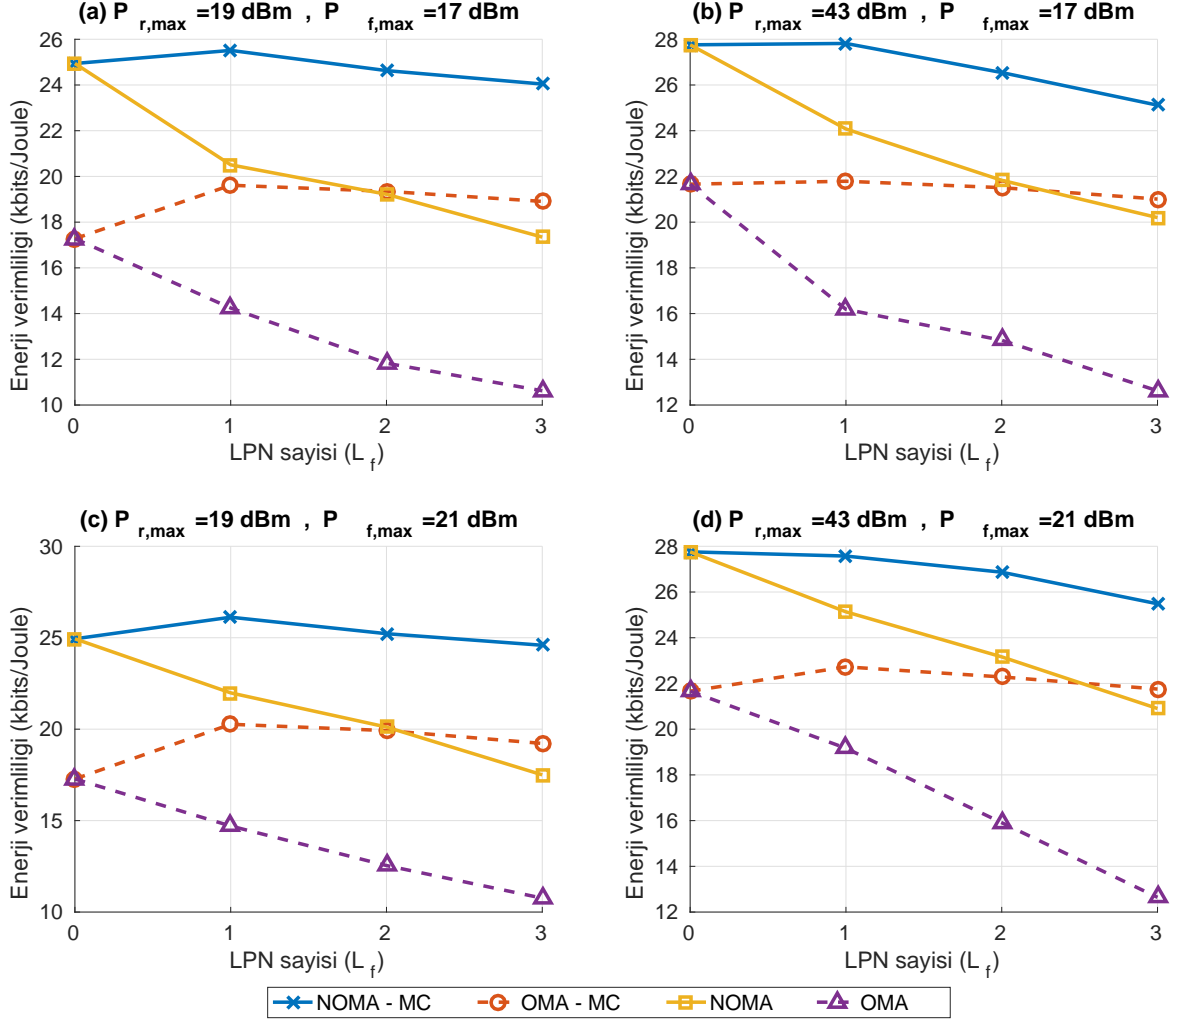 (a) P r,max =19 dBm , P f,max =17 dBm
26
24
22
20
18
16
14
12
10
0 1 2 3
Enerji verimliligi (kbits/Joule)
LPN sayisi (L f)
(b) P r,max =43 dBm , P f,max =17 dBm
28
26
24
22
20
18
16
14
12
0 1 2 3
Enerji verimliligi (kbits/Joule)
LPN sayisi (L f)
(c) P r,max =19 dBm , P f,max =21 dBm
30
25
20
15
10
0 1 2 3
Enerji verimliligi (kbits/Joule)
LPN sayisi (L f)
(d) P r,max =43 dBm , P f,max =21 dBm
28
26
24
22
20
18
16
14
12
0 1 2 3
Enerji verimliligi (kbits/Joule)
LPN sayisi (L f)
NOMA - MC OMA - MC NOMA OMA